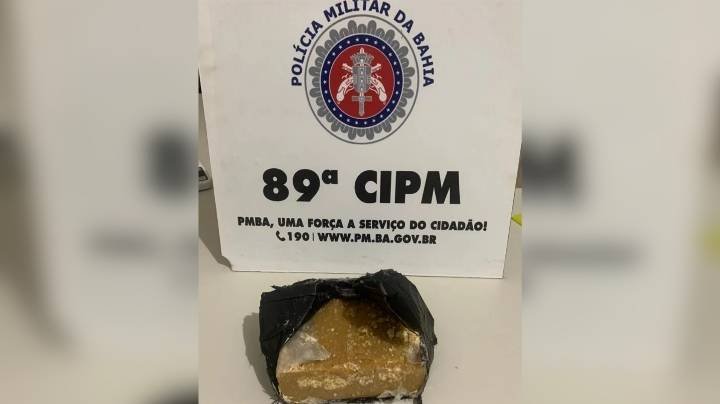 POLÍCIA MILITAR DA BAHIA
89ª CIPM
PMBA, UMA FORÇA A SERVIÇO DO CIDADÃO!
190 | WWW.PM.BA.GOV.BR